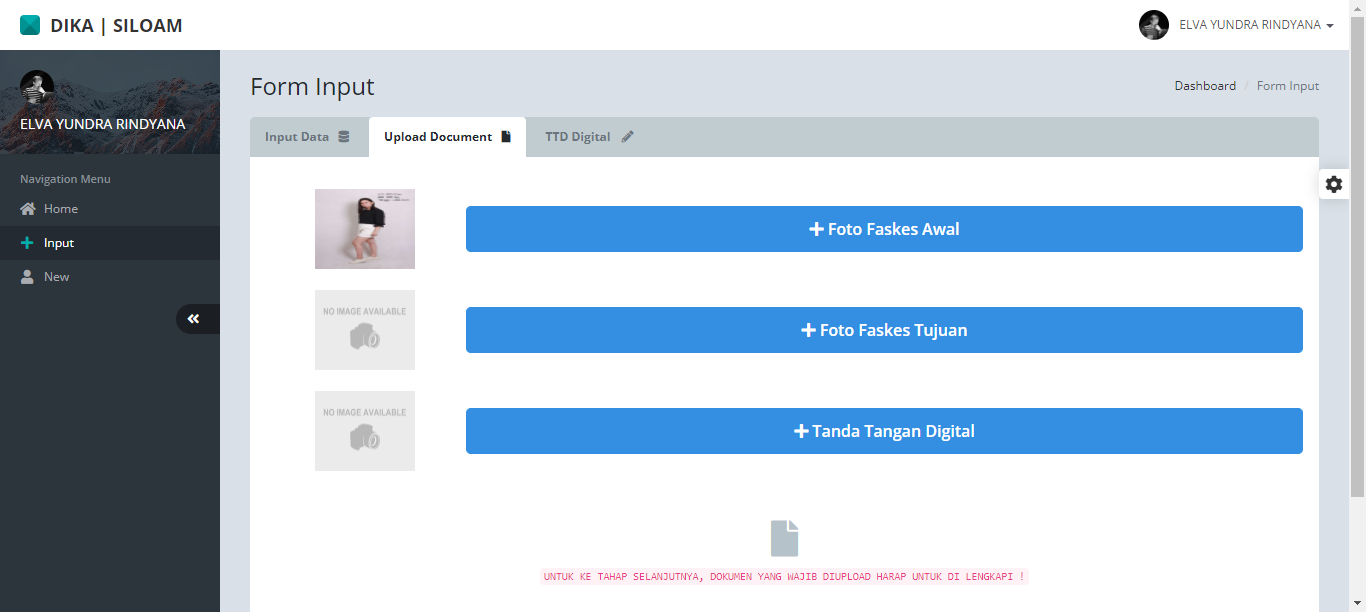 DIKA | SILOAM
ELVA YUNDRA RINDYANA
ELVA YUNDRA RINDYANA
Navigation Menu
Home
Input
New
Form Input
Dashboard / Form Input
Input Data
Upload Document
TTD Digital
Foto Faskes Awal
NO IMAGE AVAILABLE
Foto Faskes Tujuan
NO IMAGE AVAILABLE
Tanda Tangan Digital
UNTUK KE TAHAP SELANJUTNYA, DOKUMEN YANG WAJIB DIUPLOAD HARAP UNTUK DI LENGKAPI !